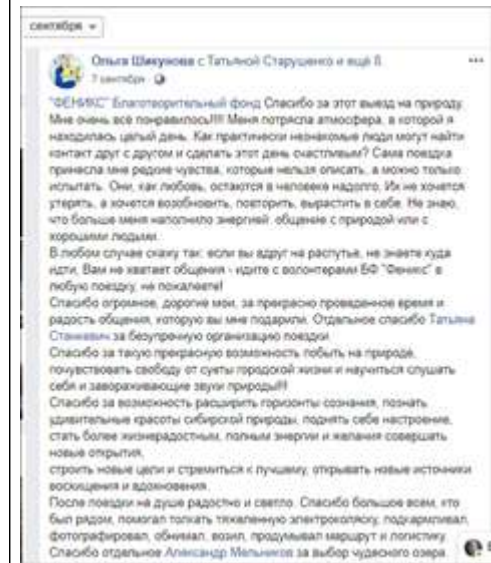 сентября
Ольга Шикунова с Татьяной Старушенко и ещё 8.
7 сентября
"ФЕНИКС" Благотворительный фонд Спасибо за этот выезд на природу.
Мне очень всё понравилось!!!! Меня потрясла атмосфера, в которой я
находилась целый день. Как практически незнакомые люди могут найти
контакт друг с другом и сделать этот день счастливым? Сама поездка
принесла мне редкие чувства, которые нельзя описать, а можно только
испытать. Они, как любовь, остаются в человеке надолго, Их не хочется
утерять, а хочется возобновить, повторить, вырастить в себе. Не знаю,
что больше меня наполнило энергией: общение с природой или с
хорошими людьми.
В любом случае скажу так: если вы вдруг на распутье, не знаете куда
идти, Вам не хватает общения - идите с волонтерами БФ "Феникс" в
любую поездку, не пожалеете!
Спасибо огромное, дорогие мои, за прекрасно проведенное время и
радость общения, которую вы мне подарили. Отдельное спасибо Татьяна
Станкевич за безупречную организацию поездки.
Спасибо за такую прекрасную возможность побыть на природе,
почувствовать свободу от суеты городской жизни и научиться слушать
себя и завораживающие звуки природы!!!
Спасибо за возможность расширить горизонты сознания, познать
удивительные красоты сибирской природы, поднять себе настроение,
стать более жизнерадостным, полным энергии и желания совершать
новые открытия,
строить новые цели и стремиться к лучшему, открывать новые источники
восхищения и вдохновения.
После поездки на душе радостно и светло. Спасибо большое всем, кто
был рядом, помогал толкать тяжеленную электроколяску, подкармливал,
фотографировал, обнимал, возил, продумывал маршрут и логистику.
Спасибо отдельное Александр Мельников за выбор чудесного озера.